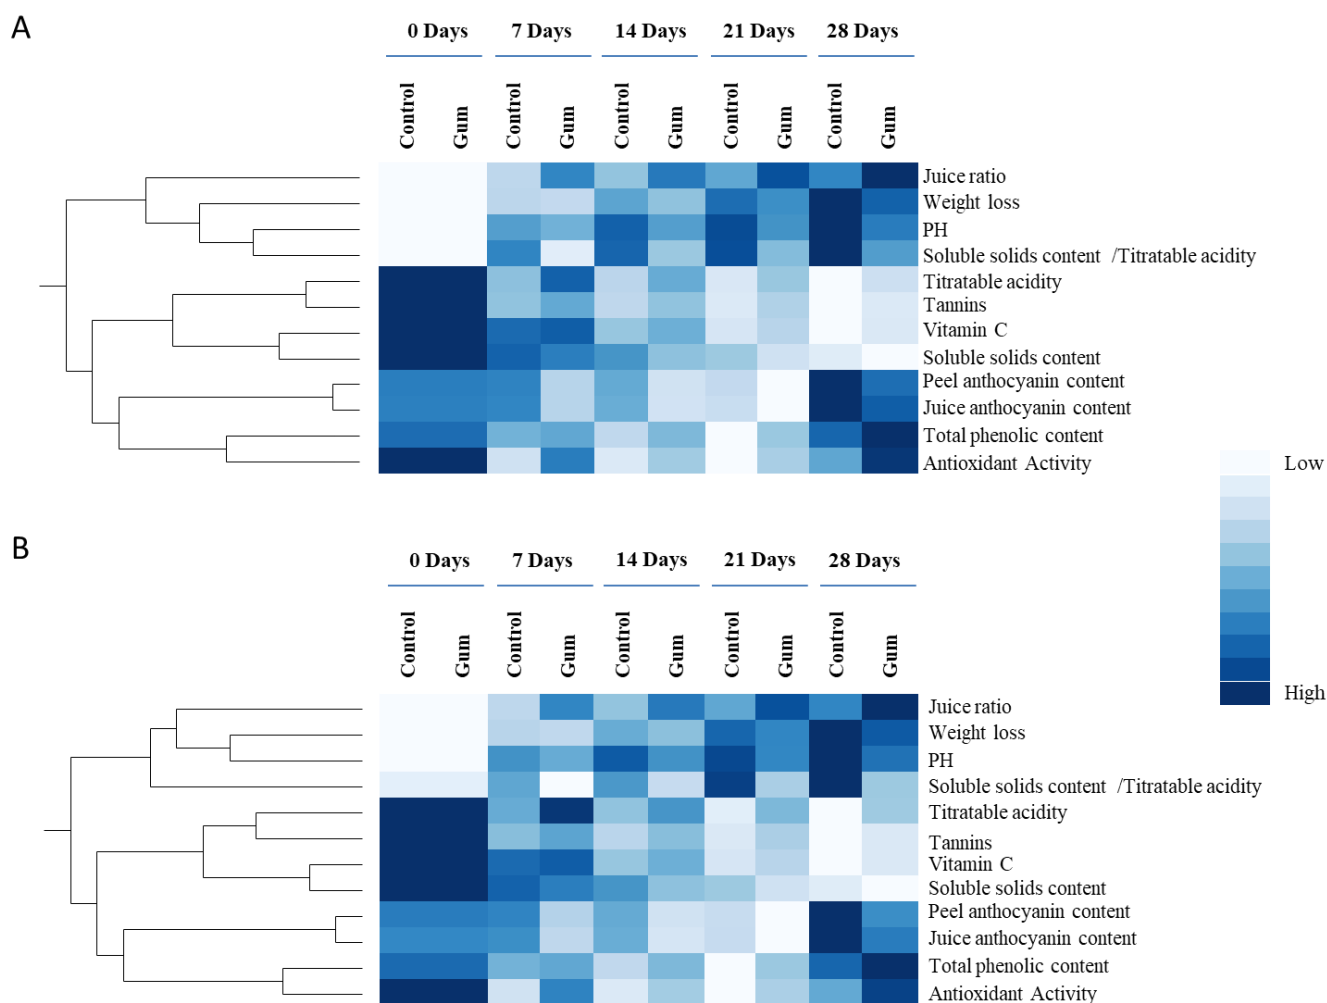 A
0 Days 7 Days 14 Days 21 Days 28 Days
Control Gum Control Gum Control Gum Control Gum Control Gum
Juice ratio
Weight loss
PH
Soluble solids content /Titratable acidity
Titratable acidity
Tannins
Vitamin C
Soluble solids content
Peel anthocyanin content
Juice anthocyanin content
Total phenolic content
Antioxidant Activity
Low
High
B
0 Days 7 Days 14 Days 21 Days 28 Days
Control Gum Control Gum Control Gum Control Gum Control Gum
Juice ratio
Weight loss
PH
Soluble solids content /Titratable acidity
Titratable acidity
Tannins
Vitamin C
Soluble solids content
Peel anthocyanin content
Juice anthocyanin content
Total phenolic content
Antioxidant Activity